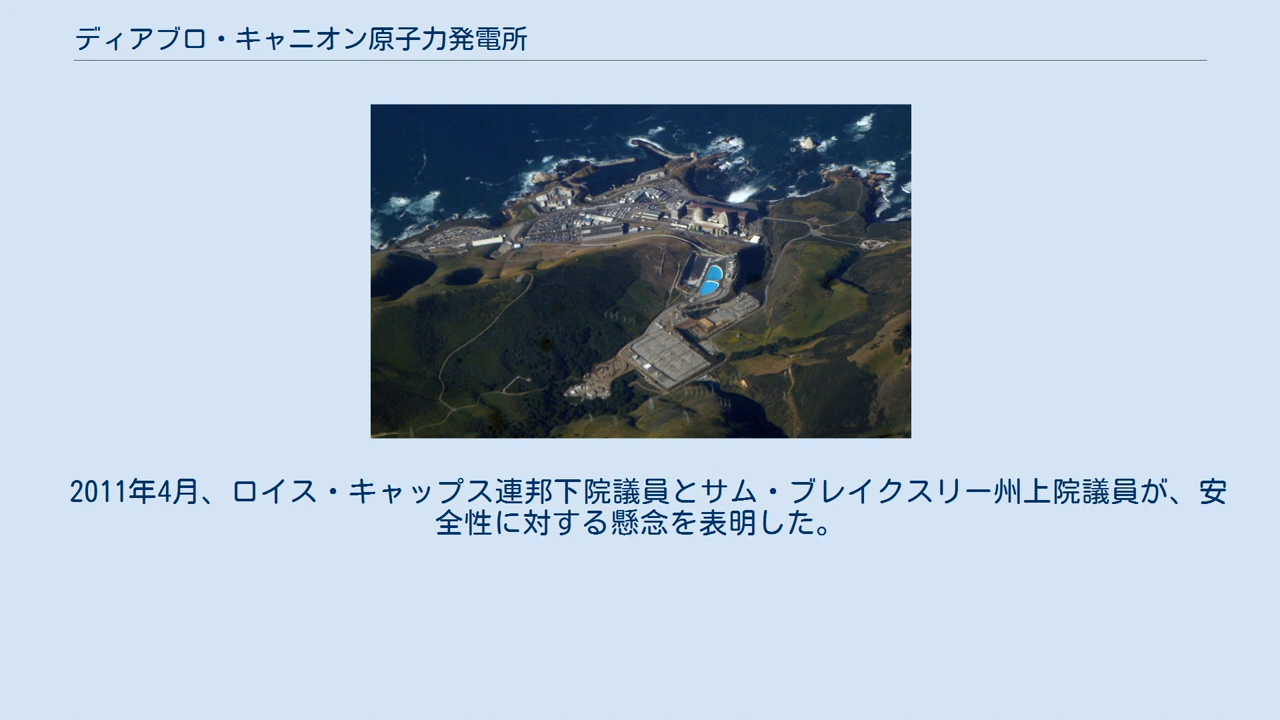 ディアブロ・キャニオン原子力発電所
2011年4月、ロイス・キャップス連邦下院議員とサム・ブレイクスリー州上院議員が、安
全性に対する懸念を表明した。